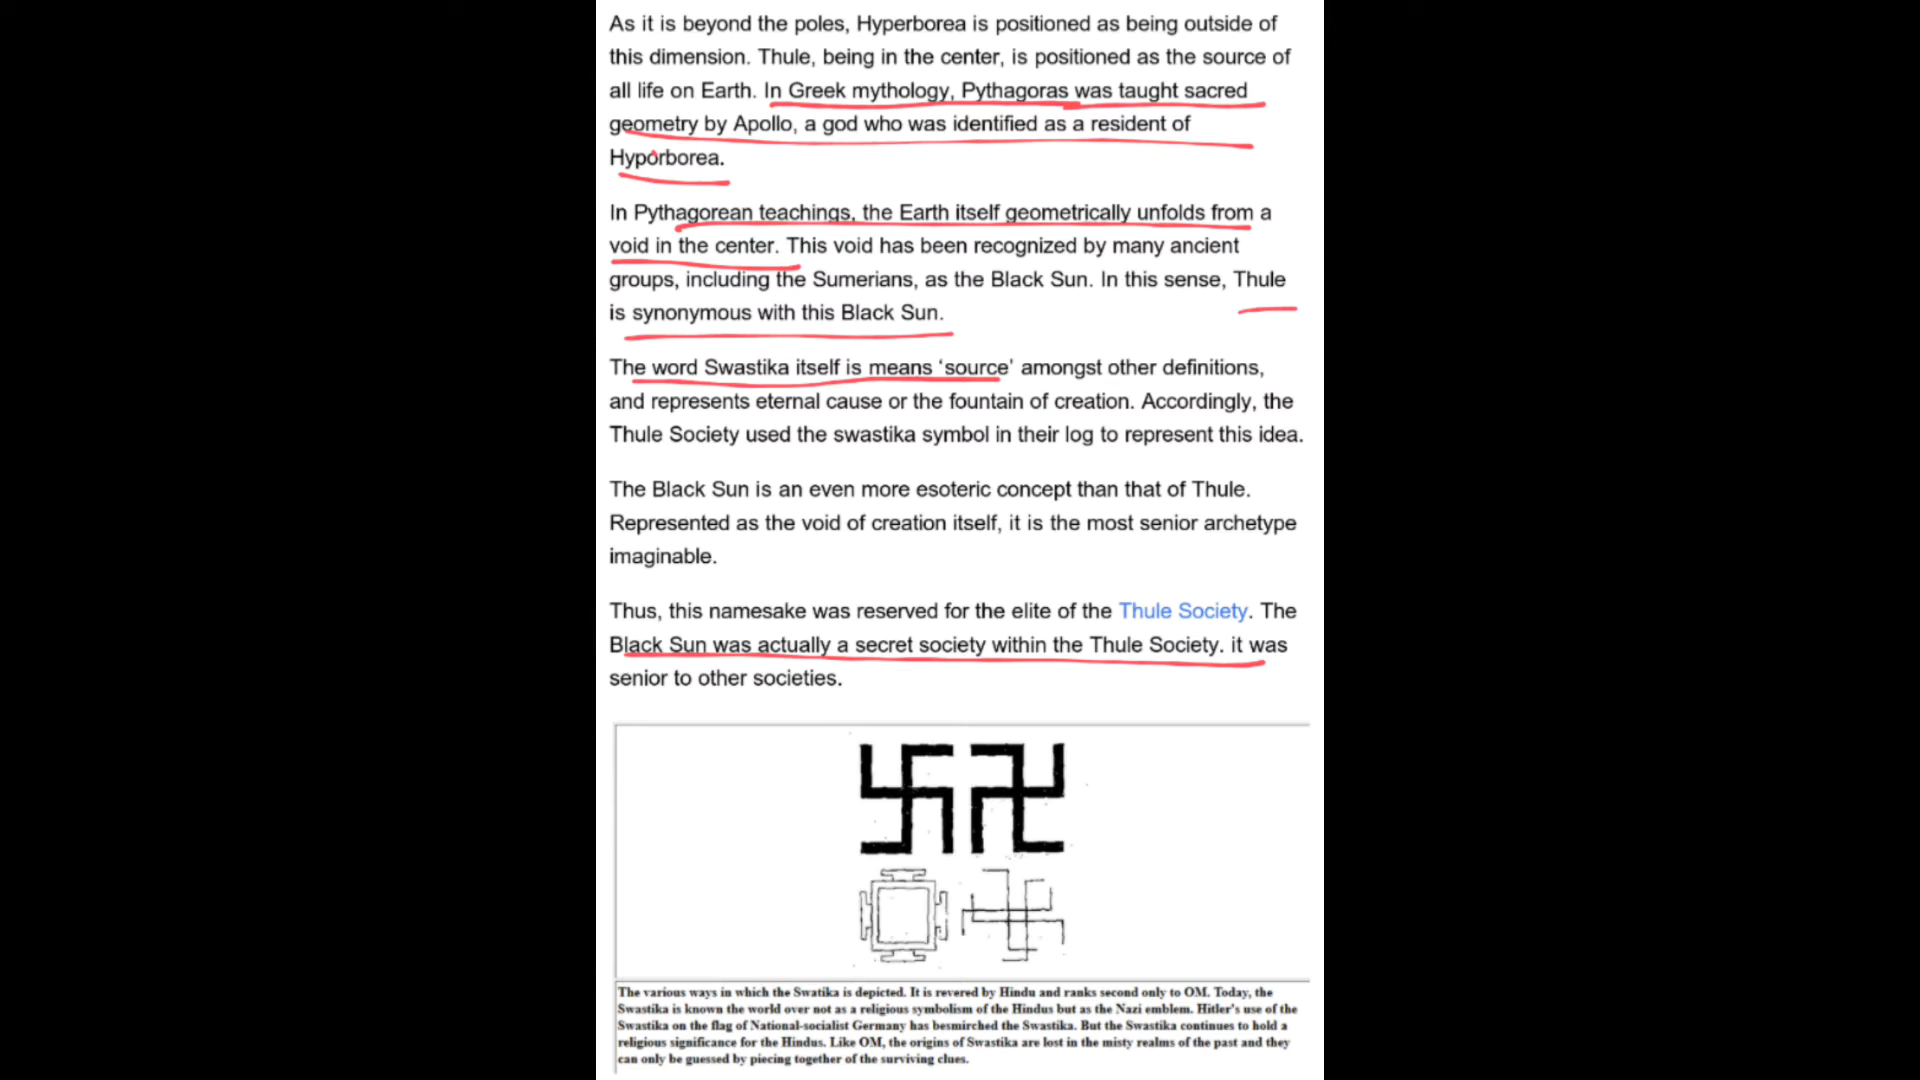 As it is beyond the poles, Hyperborea is positioned as being outside of
this dimension. Thule, being in the center, is positioned as the source of
all life on Earth. In Greek mythology, Pythagoras was taught sacred
geometry by Apollo, a god who was identified as a resident of
Hyporborea.
In Pythagorean teachings, the Earth itself geometrically unfolds from a
void in the center. This void has been recognized by many ancient
groups, including the Sumerians, as the Black Sun. In this sense, Thule
is synonymous with this Black Sun.
The word Swastika itself is means ‘source’ amongst other definitions,
and represents eternal cause or the fountain of creation. Accordingly, the
Thule Society used the swastika symbol in their log to represent this idea.
The Black Sun is an even more esoteric concept than that of Thule.
Represented as the void of creation itself, it is the most senior archetype
imaginable.
Thus, this namesake was reserved for the elite of the Thule Society. The
Black Sun was actually a secret society within the Thule Society. it was
senior to other societies.
The various ways in which the Swatika is depicted. It is revered by Hindu and ranks second only to OM. Today, the
Swastika is known the world over not as a religious symbolism of the Hindus but as the Nazi emblem. Hitler's use of the
Swastika on the flag of National-socialist Germany has besmirched the Swastika. But the Swastika continues to hold a
religious significance for the Hindus. Like OM, the origins of Swastika are lost in the misty realms of the past and they
can only be guessed by piecing together of the surviving clues.